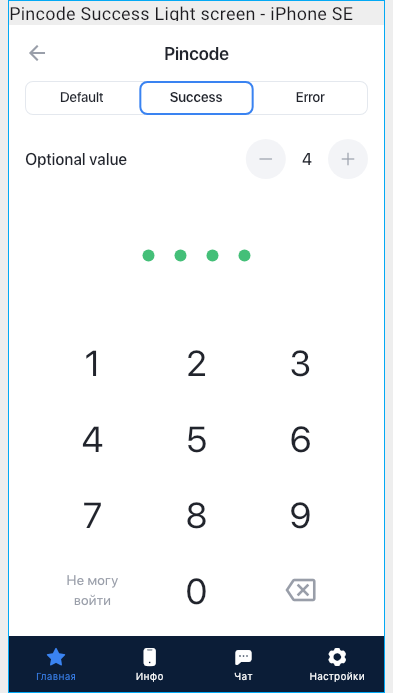 Pincode Success Light screen - iPhone SE
Pincode
Default Success Error
Optional value 4
1 2 3
4 5 6
7 8 9
Не могу
войти
0
Главная Инфо Чат Настройки